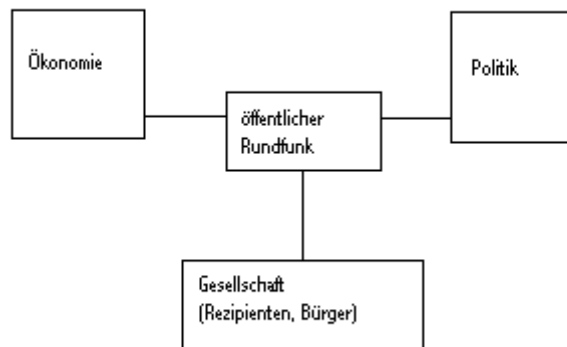 Ökonomie
Politik
öffentlicher
Rundfunk
Gesellschaft
(Rezipienten, Bürger)